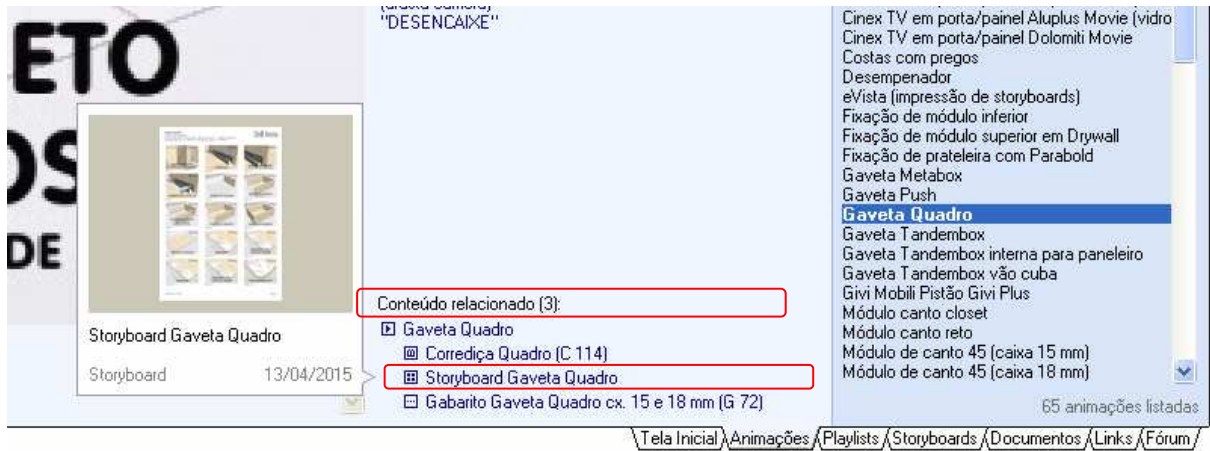 ETO
OS
DE
"DESENCAIXE"
Storyboard Gaveta Quadro
Storyboard 13/04/2015
Conteúdo relacionado (3):
Gaveta Quadro
Corrediça Quadro (C 114)
Storyboard Gaveta Quadro
Gabarito Gaveta Quadro cx. 15 e 18 mm (G 72)
Cinex TV em porta/painel Aluplus Movie (vidro
Cinex TV em porta/painel Dolomiti Movie
Costas com pregos
Desempenador
eVista (impressão de storyboards)
Fixação de módulo inferior
Fixação de módulo superior em Drywall
Fixação de prateleira com Parabold
Gaveta Metabox
Gaveta Push
Gaveta Quadro
Gaveta Tandembox
Gaveta Tandembox interna para paneleiro
Gaveta Tandembox vão cuba
Givi Mobili Pistão Givi Plus
Módulo canto closet
Módulo canto reto
Módulo de canto 45 (caixa 15 mm)
Módulo de canto 45 (caixa 18 mm)
65 animações listadas
Tela Inicial Animações Playlists Storyboards Documentos Links Fórum